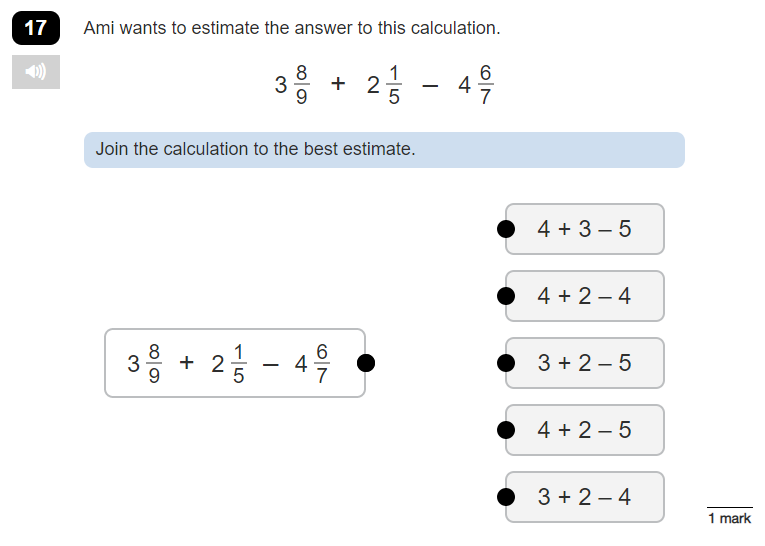 17 Ami wants to estimate the answer to this calculation.
3 8/9 + 2 1/5 – 4 6/7
Join the calculation to the best estimate.
4 + 3 – 5
4 + 2 – 4
3 8/9 + 2 1/5 – 4 6/7
3 + 2 – 5
4 + 2 – 5
3 + 2 – 4
1 mark